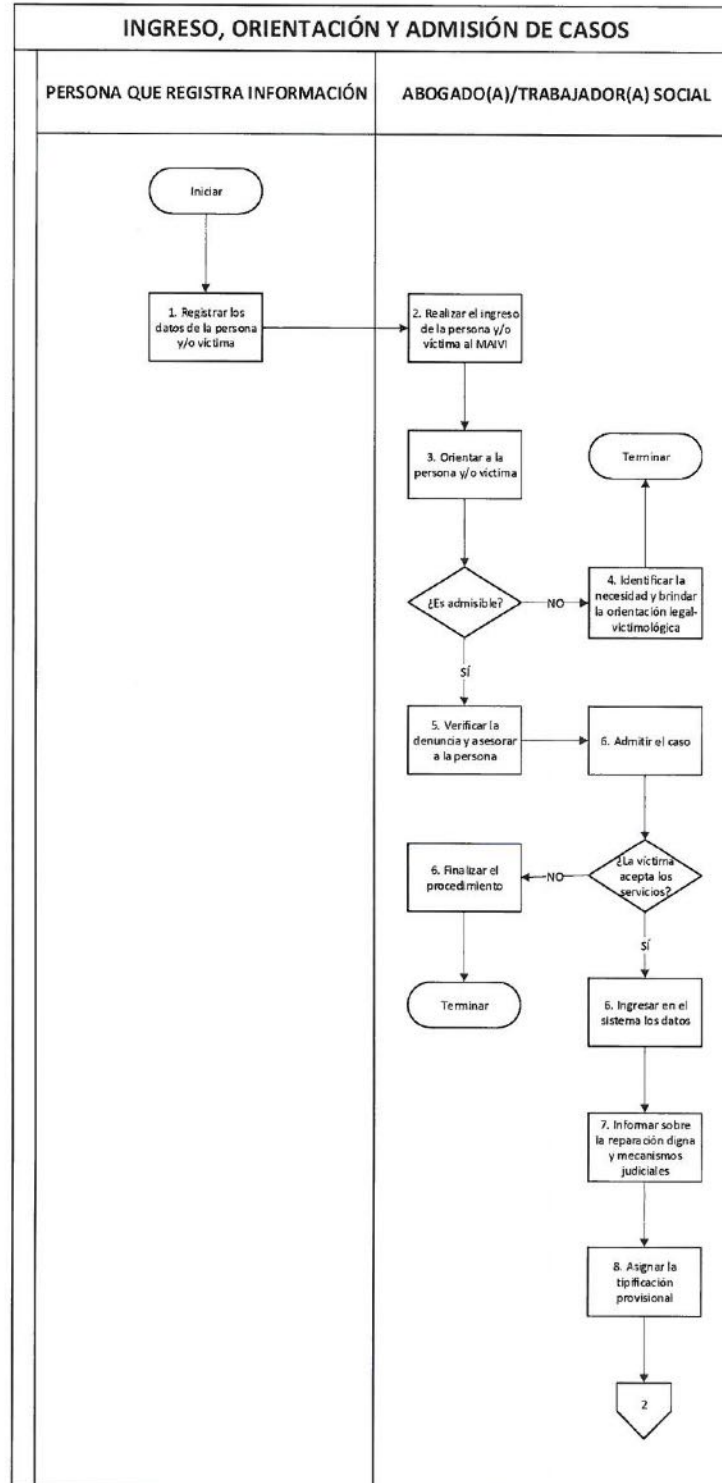 INGRESO, ORIENTACIÓN Y ADMISIÓN DE CASOS
PERSONA QUE REGISTRA INFORMACIÓN
ABOGADO(A)/TRABAJADOR(A) SOCIAL
Iniciar
1. Registrar los
datos de la persona
y/o víctima
2. Realizar el ingreso
de la persona y/o
víctima al MAIVI
3. Orientar a la
persona y/o víctima
Terminar
¿Es admisible?
NO
4. Identificar la
necesidad y brindar
la orientación legal-
victimológica
SÍ
5. Verificar la
denuncia y asesorar
a la persona
6. Admitir el caso
¿La víctima
acepta los
servicios?
NO
6. Finalizar el
procedimiento
Terminar
SÍ
6. Ingresar en el
sistema los datos
7. Informar sobre
la reparación digna
y mecanismos
judiciales
8. Asignar la
tipificación
provisional
2